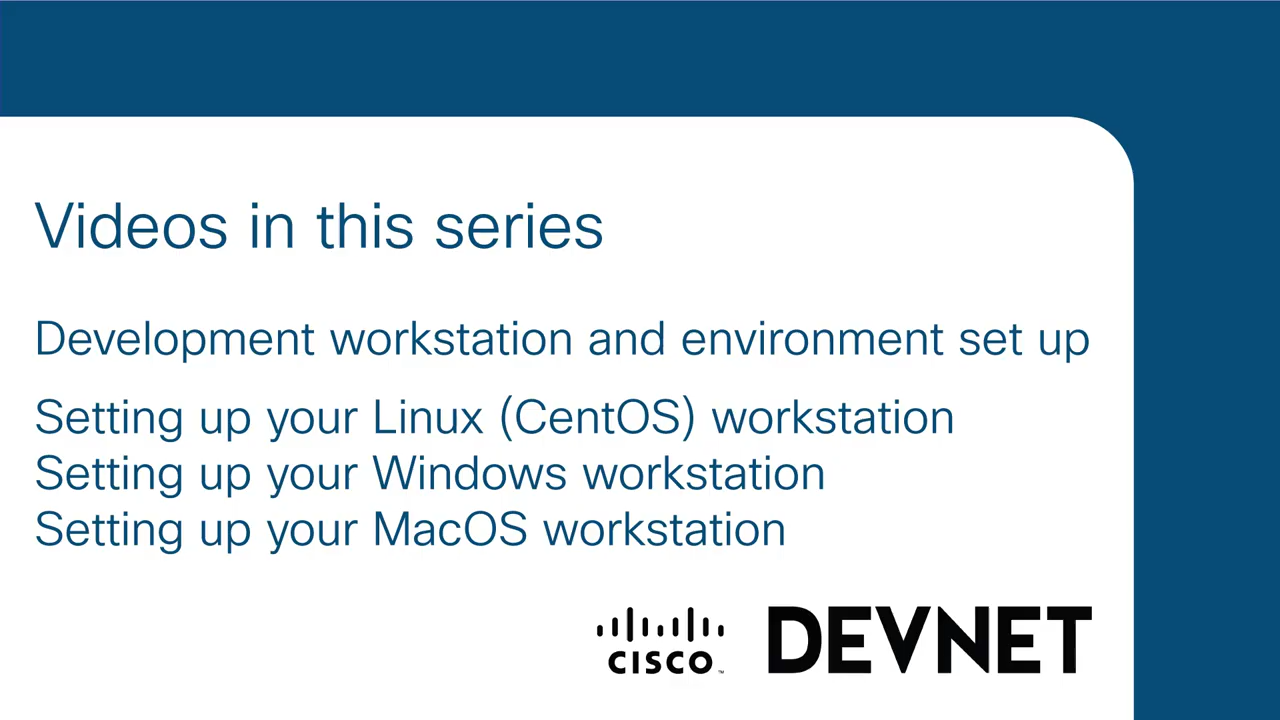 Videos in this series
Development workstation and environment set up
Setting up your Linux (CentOS) workstation
Setting up your Windows workstation
Setting up your MacOS workstation
CISCO™ DEVNET